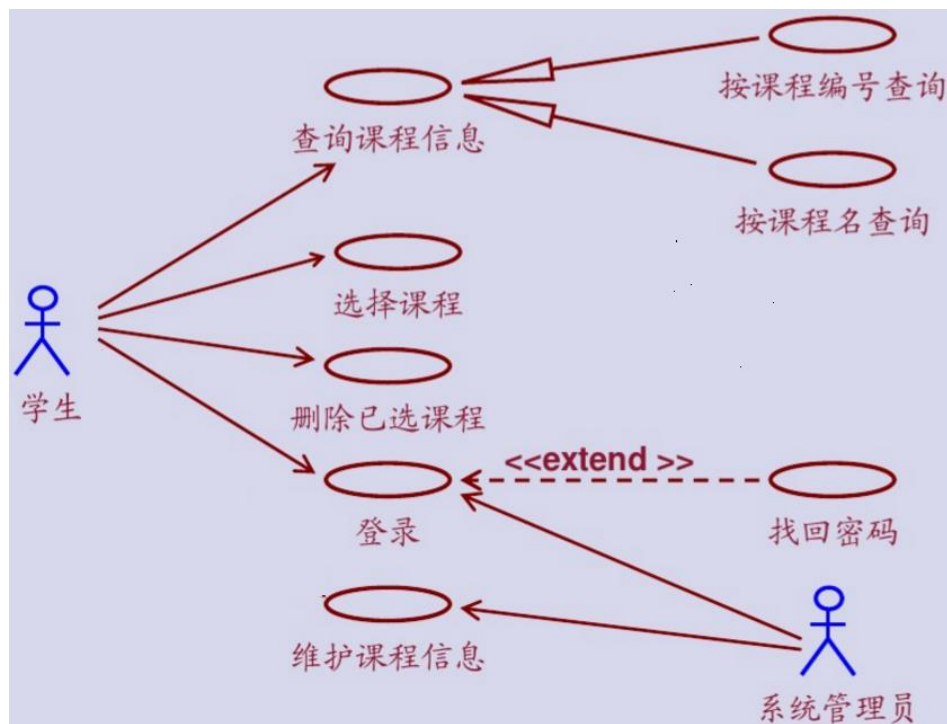 按课程编号查询
查询课程信息
按课程名查询
选择课程
学生
删除已选课程
<<extend >>
登录
找回密码
维护课程信息
系统管理员